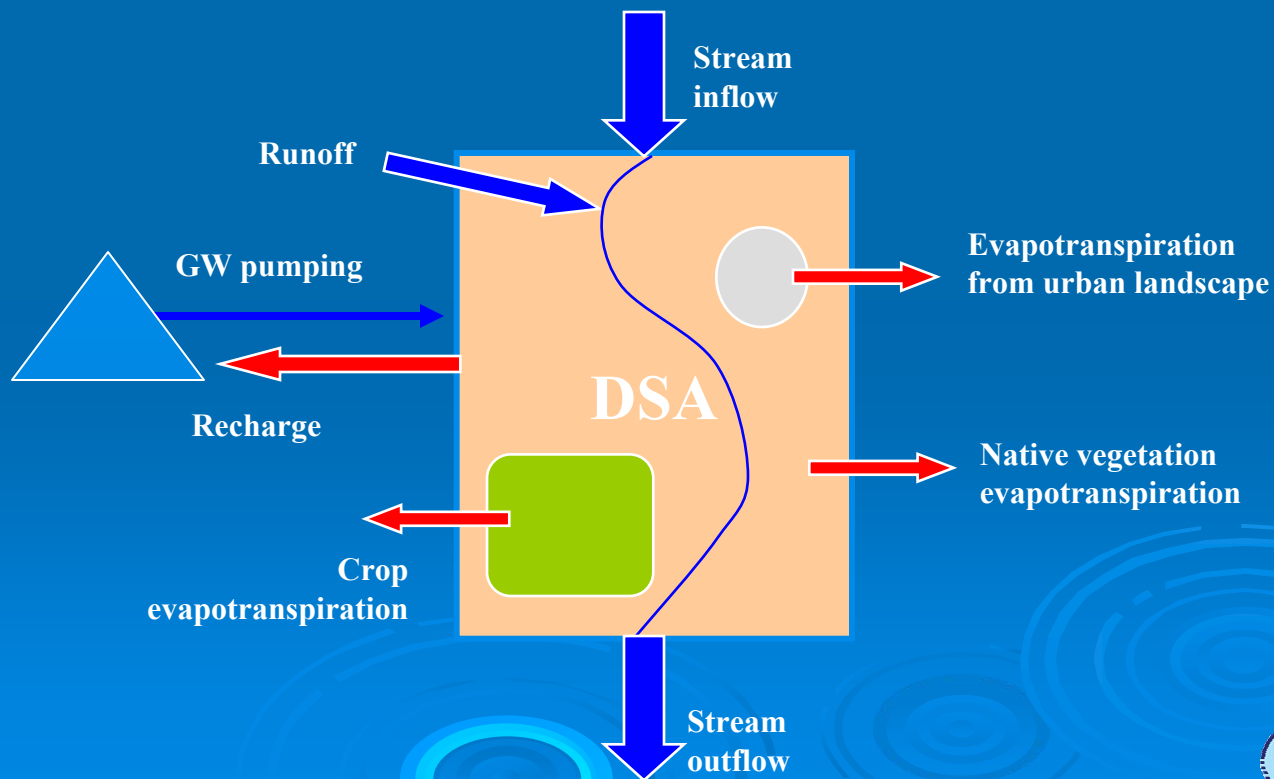 Stream
inflow
Runoff
GW pumping
Evapotranspiration
from urban landscape
DSA
Recharge
Native vegetation
evapotranspiration
Crop
evapotranspiration
Stream
outflow